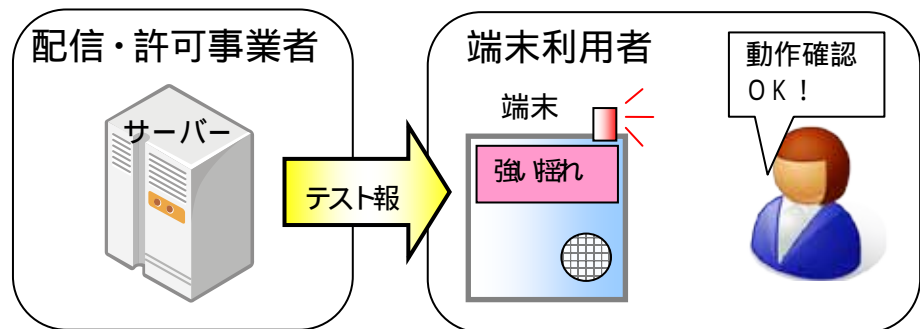 配信・許可事業者
サーバー
テスト報
端末利用者
端末
強い揺れ
動作確認
OK！